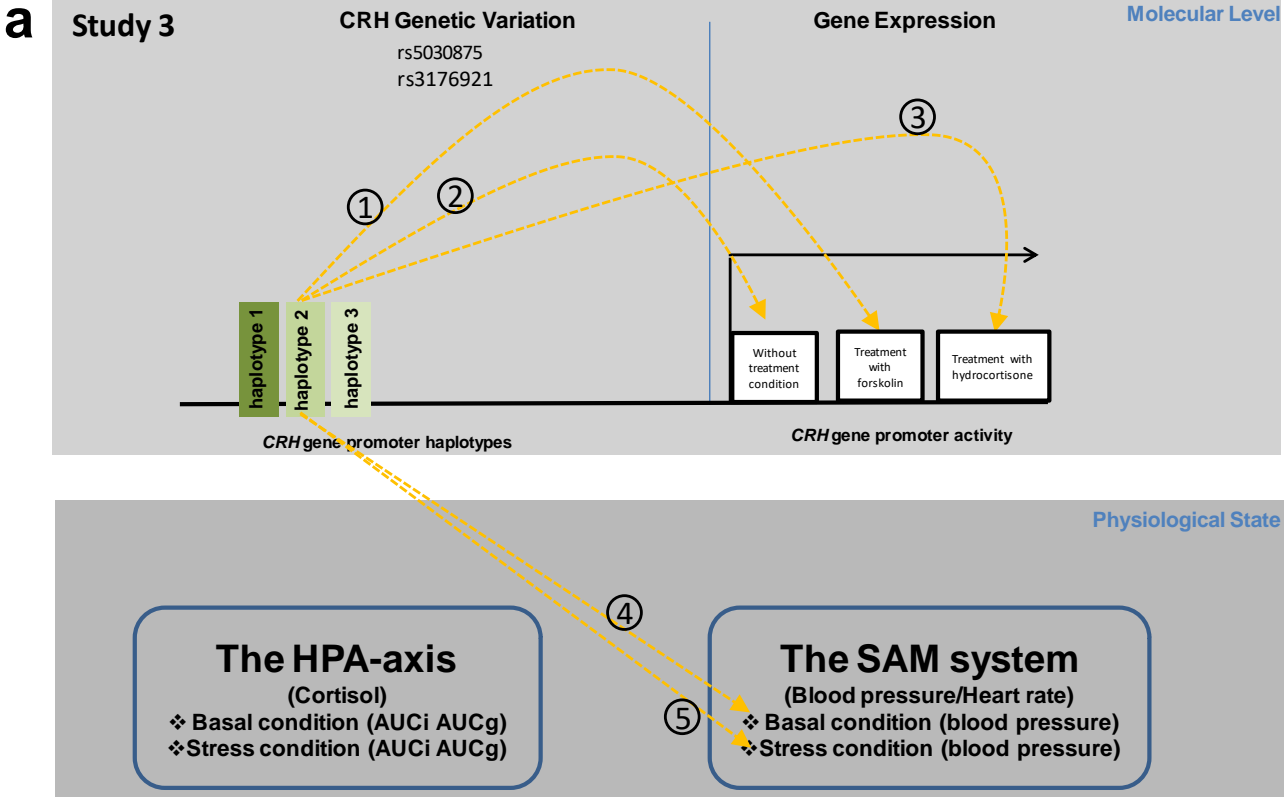 a
Study 3
CRH Genetic Variation
rs5030875
rs3176921
Gene Expression
Molecular Level
1
2
3
haplotype 1
haplotype 2
haplotype 3
Without
treatment
condition
Treatment
with
forskolin
Treatment with
hydrocortisone
CRH gene promoter haplotypes
CRH gene promoter activity
Physiological State
4
5
The HPA-axis
(Cortisol)
❖ Basal condition (AUCi AUCg)
❖Stress condition (AUCi AUCg)
The SAM system
(Blood pressure/Heart rate)
❖ Basal condition (blood pressure)
❖Stress condition (blood pressure)